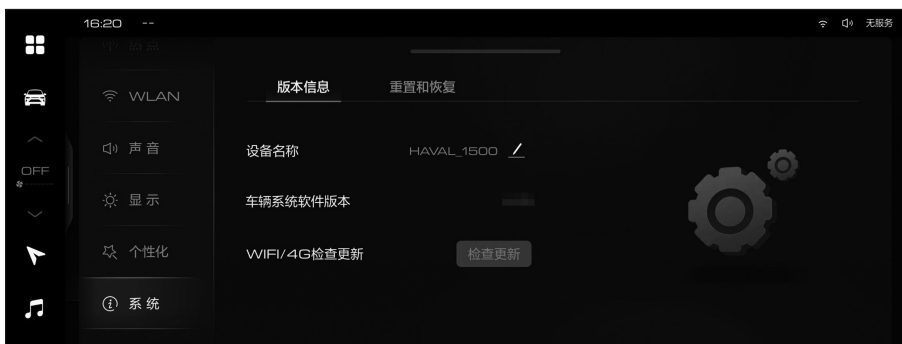 16:20 --
无服务
热点
WLAN
版本信息
重置和恢复
声音
设备名称
HAVAL_1500
OFF
显示
车辆系统软件版本
个性化
WIFI/4G检查更新
检查更新
系统